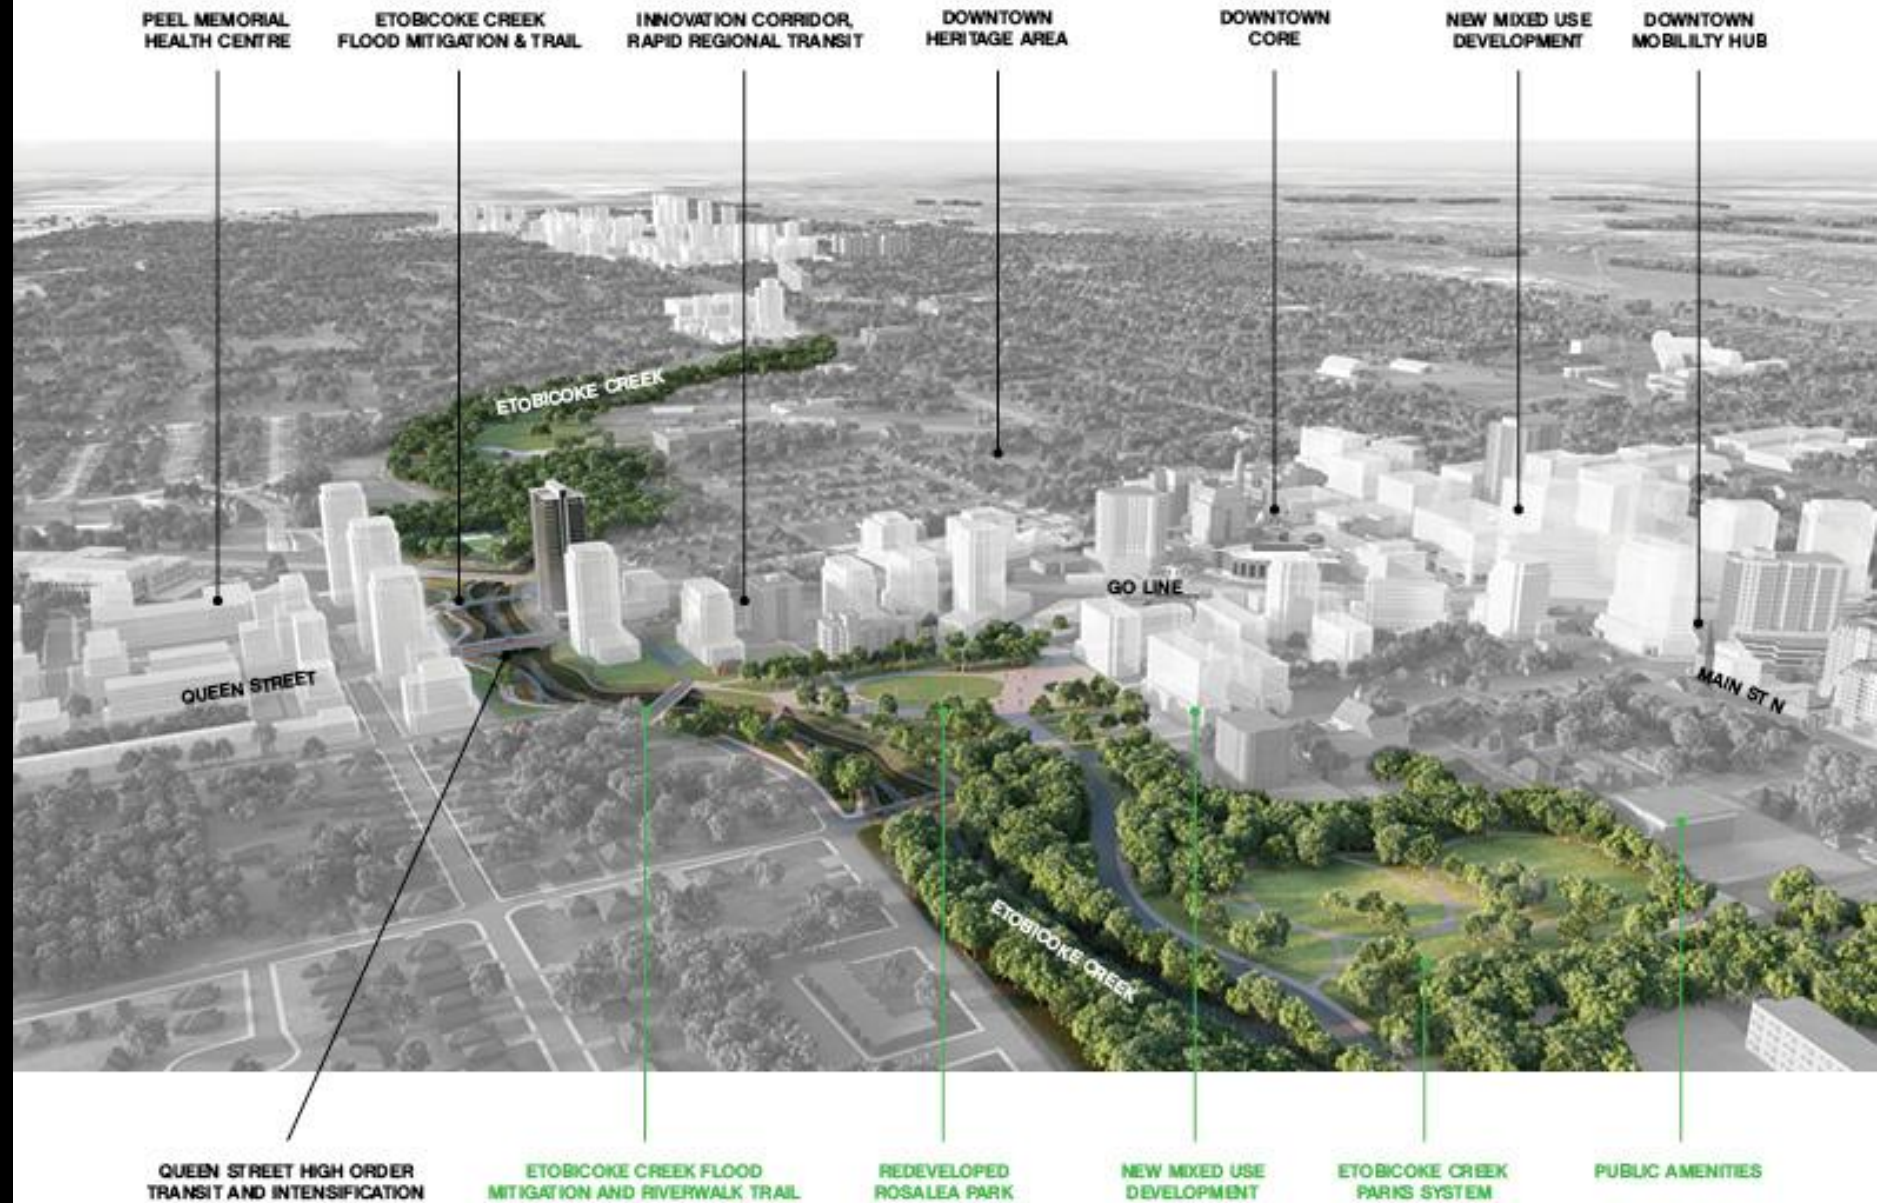 PEEL MEMORIAL
HEALTH CENTRE
ETOBICOKE CREEK
FLOOD MITIGATION & TRAIL
INNOVATION CORRIDOR,
RAPID REGIONAL TRANSIT
DOWNTOWN
HERITAGE AREA
DOWNTOWN
CORE
NEW MIXED USE
DEVELOPMENT
DOWNTOWN
MOBILILTY HUB
ETOBICOKE CREEK
GO LINE
QUEEN STREET
MAIN ST N
ETOBICOKE CREEK
QUEEN STREET HIGH ORDER
TRANSIT AND INTENSIFICATION
ETOBICOKE CREEK FLOOD
MITIGATION AND RIVERWALK TRAIL
REDEVELOPED
ROSALEA PARK
NEW MIXED USE
DEVELOPMENT
ETOBICOKE CREEK
PARKS SYSTEM
PUBLIC AMENITIES